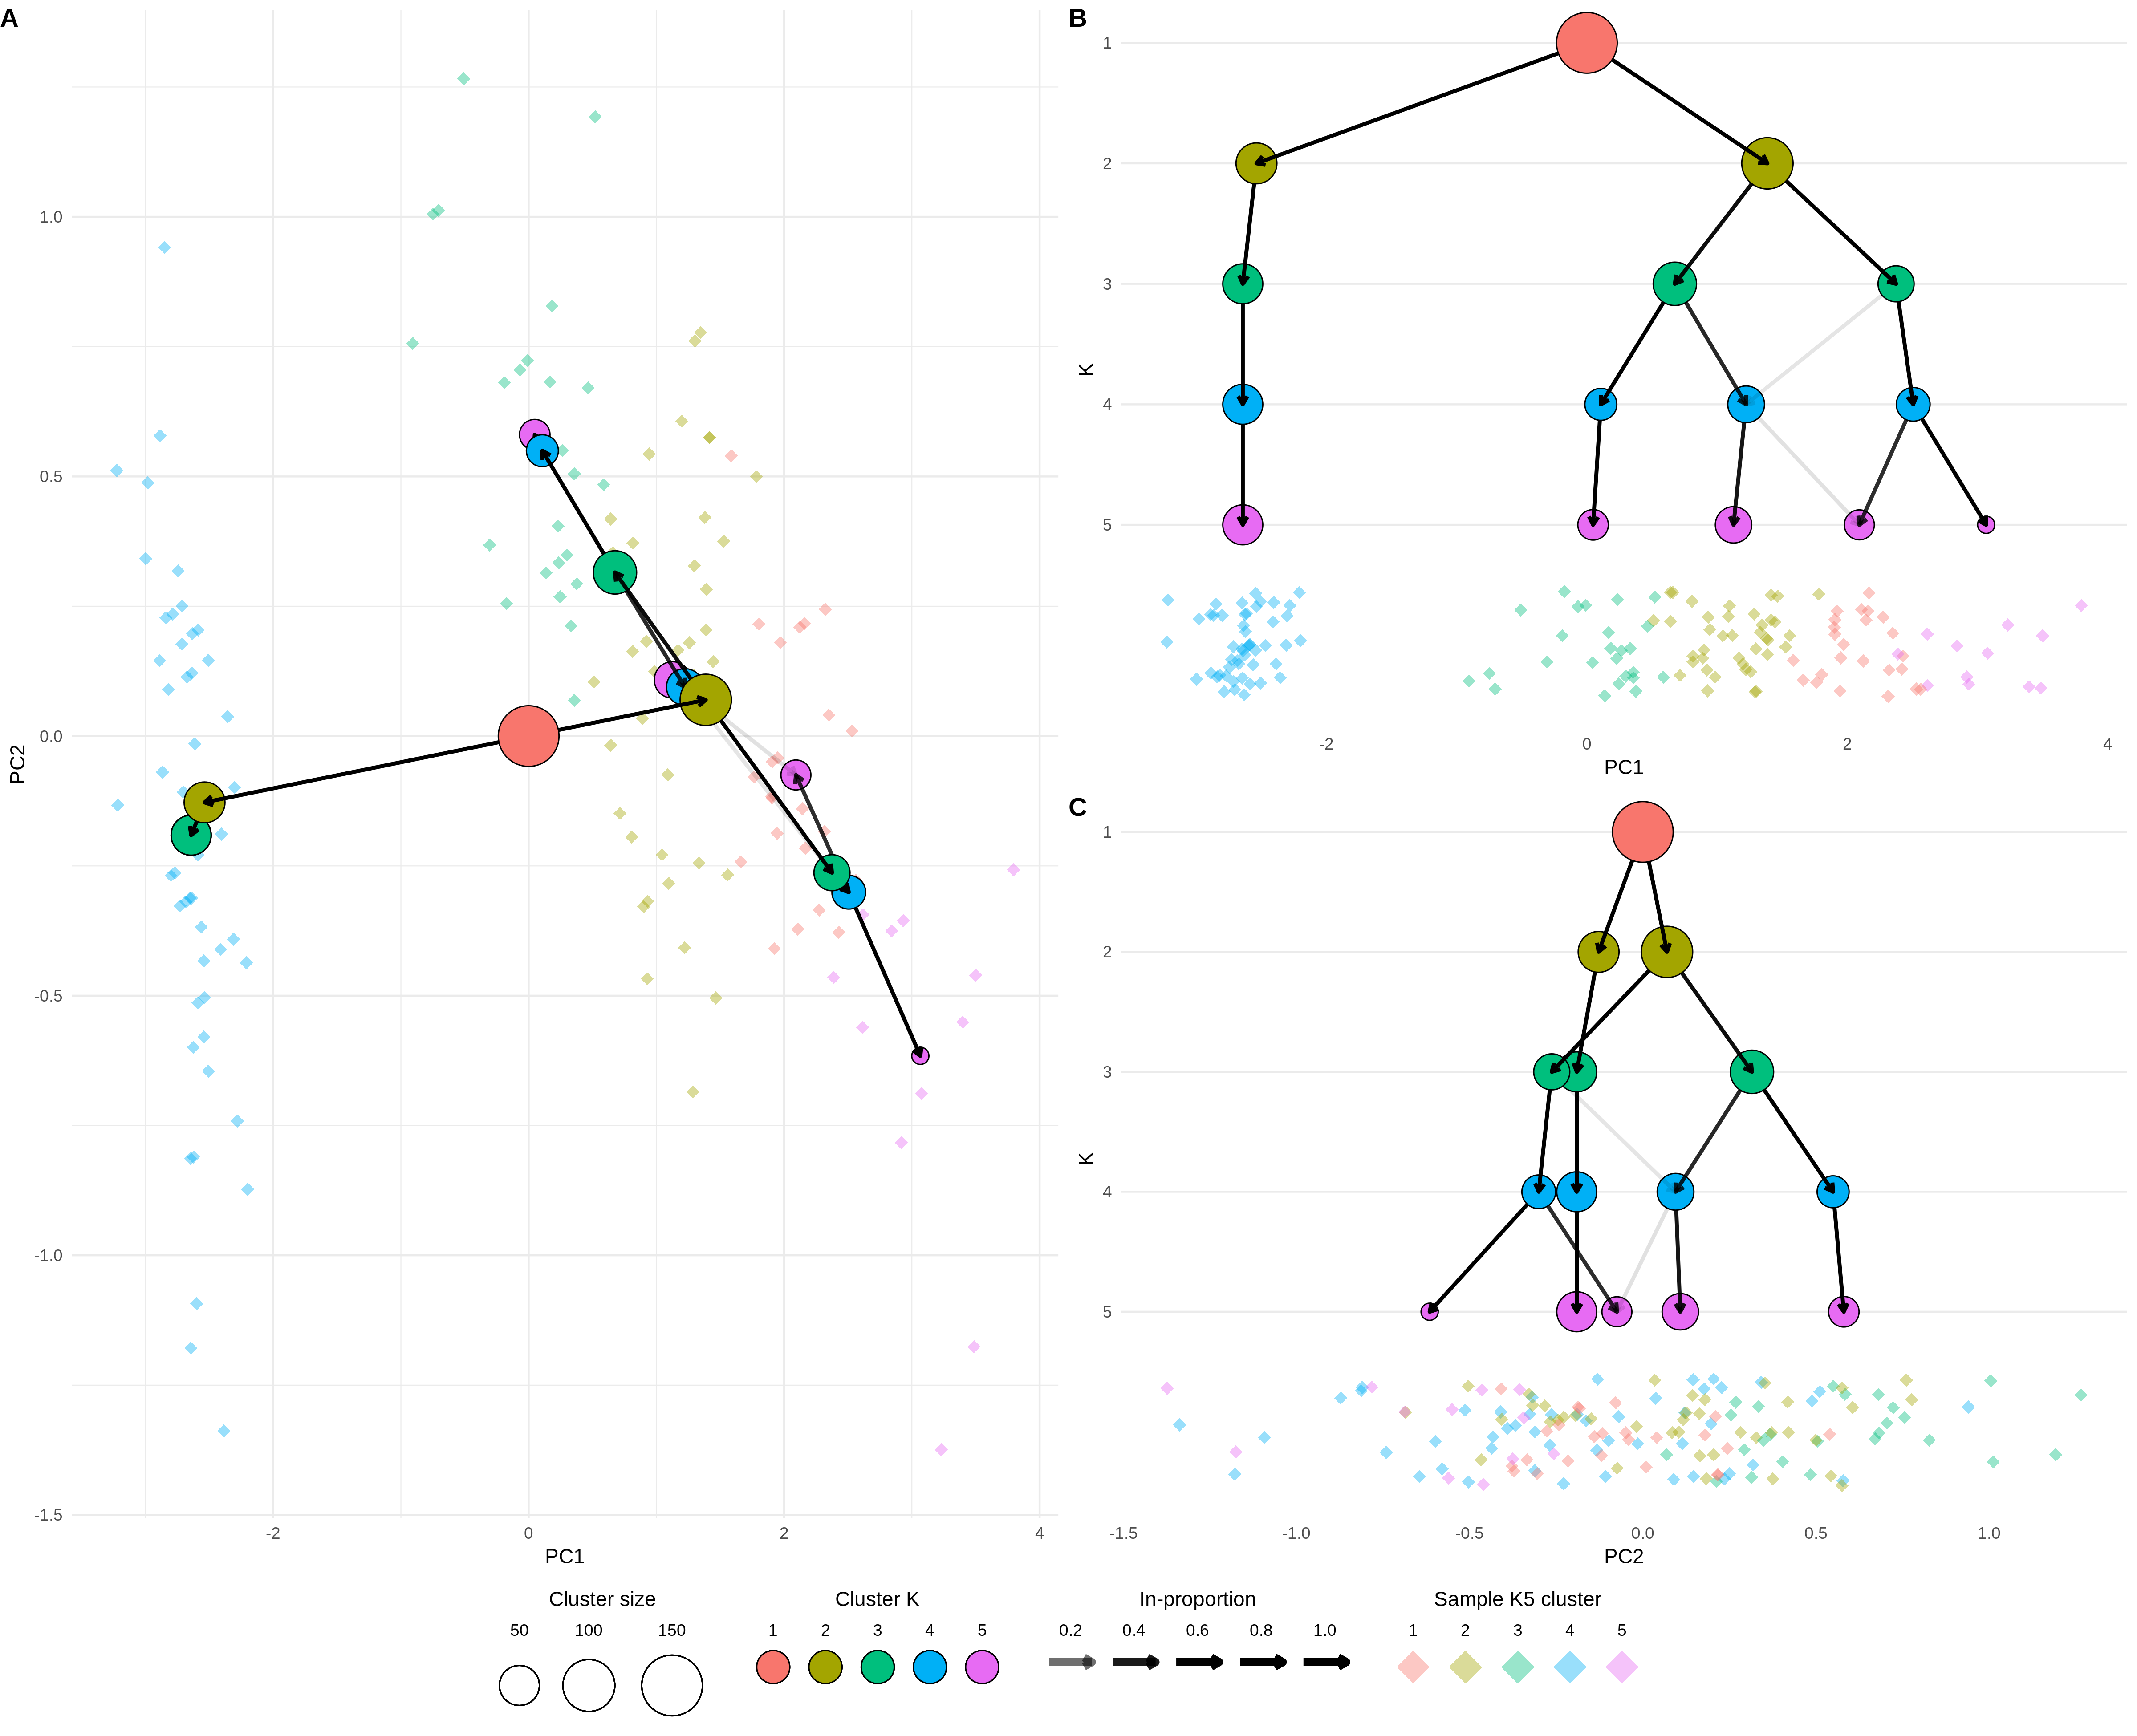 A
1.0
0.5
0.0
-0.5
-1.0
-1.5
PC2
-2 0 2 4
PC1
B
1
2
3
4
5
K
-2 0 2 4
PC1
C
1
2
3
4
5
K
-1.5 -1.0 -0.5 0.0 0.5 1.0
PC2
Cluster size
50 100 150
Cluster K
1 2 3 4 5
In-proportion
0.2 0.4 0.6 0.8 1.0
Sample K5 cluster
1 2 3 4 5